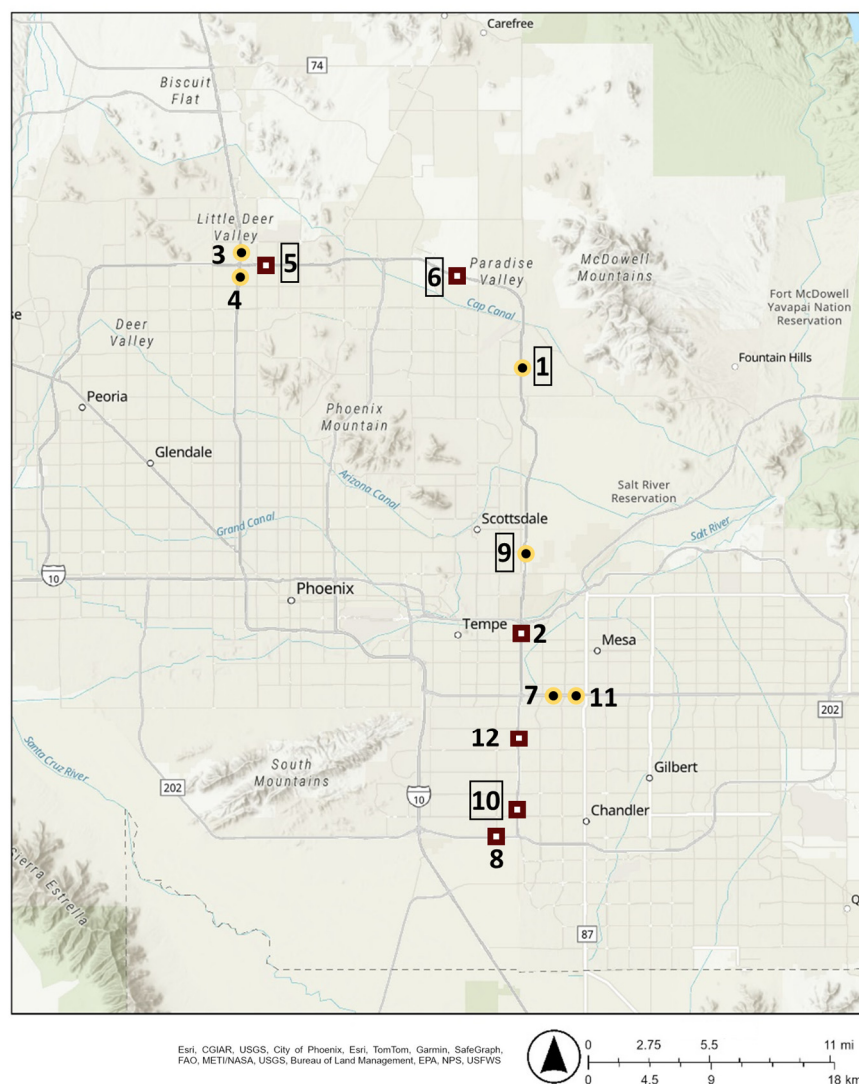 Carefree
74
Biscuit
Flat
Little Deer
Valley
3
5
4
6
Paradise
Valley
McDowell
Mountains
Cap Canal
Fort McDowell
Yavapai Nation
Reservation
se
Deer
Valley
1
Fountain Hills
Peoria
Phoenix
Mountain
Glendale
Arizona Canal
Salt River
Reservation
Grand Canal
Scottsdale
Salt River
9
10
Phoenix
Tempe
2
Mesa
7
11
202
12
South
Mountains
Santa Cruz River
202
10
Gilbert
10
Chandler
8
Sierra Estrella
Q
87
Esri, CGIAR, USGS, City of Phoenix, Esri, TomTom, Garmin, SafeGraph,
FAO, METI/NASA, USGS, Bureau of Land Management, EPA, NPS, USFWS
0 2.75 5.5 11 mi
0 4.5 9 18 km